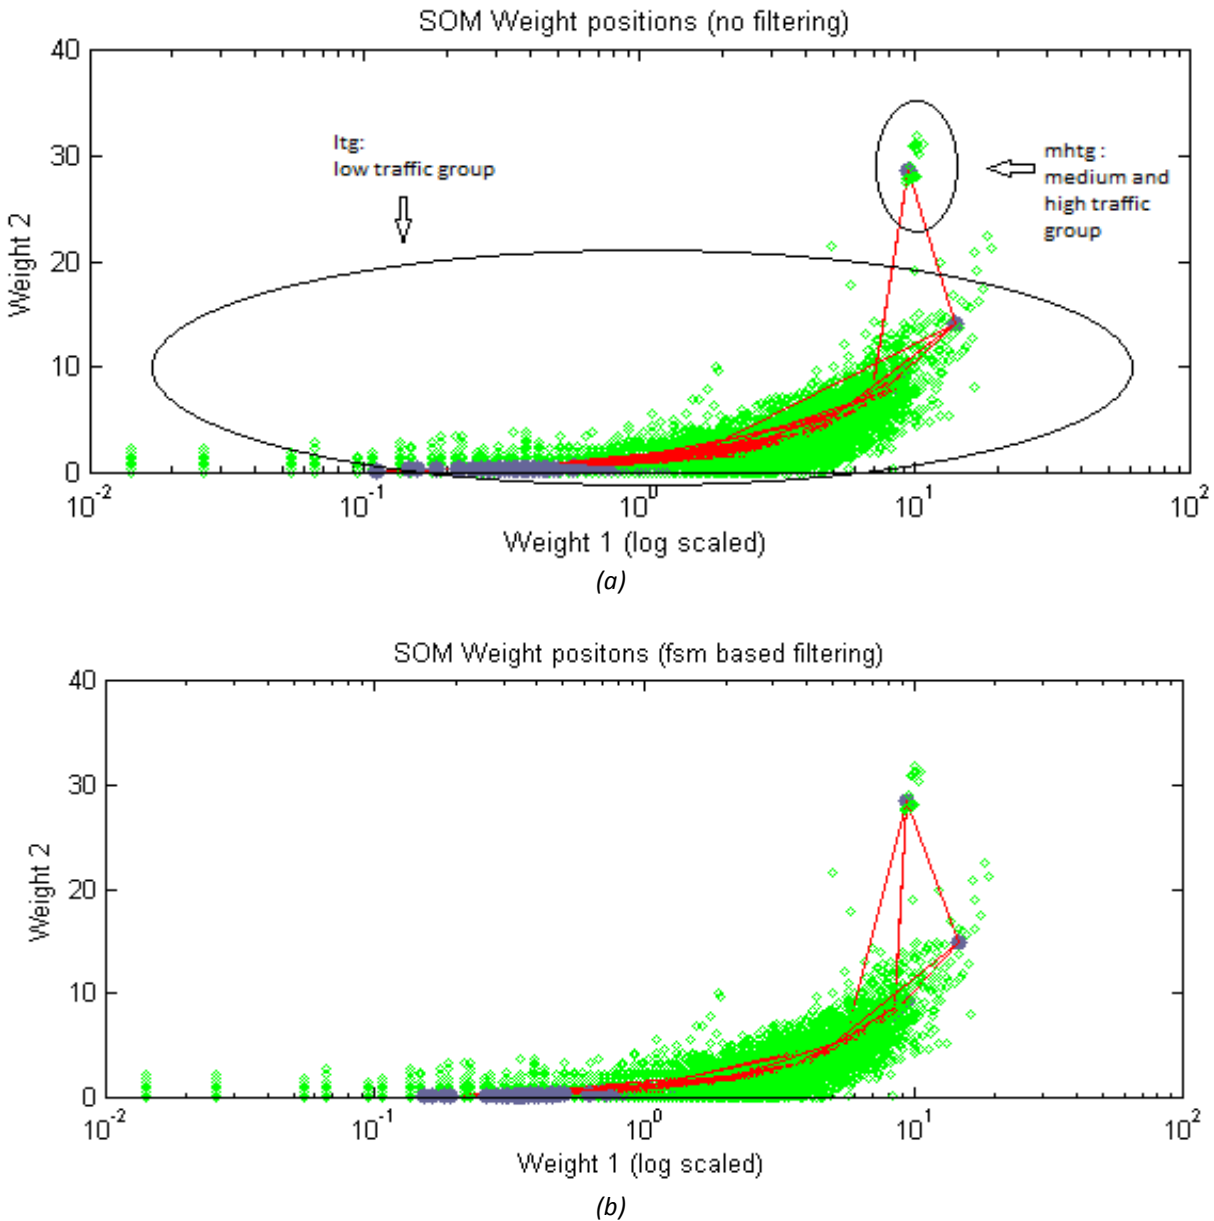 SOM Weight positions (no filtering)
40
30
20
10
0
Weight 2
ltg:
low traffic group
mhtg :
medium and
high traffic
group
10-2
10-1
100
101
102
Weight 1 (log scaled)
(a)
SOM Weight positons (fsm based filtering)
40
30
20
10
0
Weight 2
10-2
10-1
100
101
102
Weight 1 (log scaled)
(b)